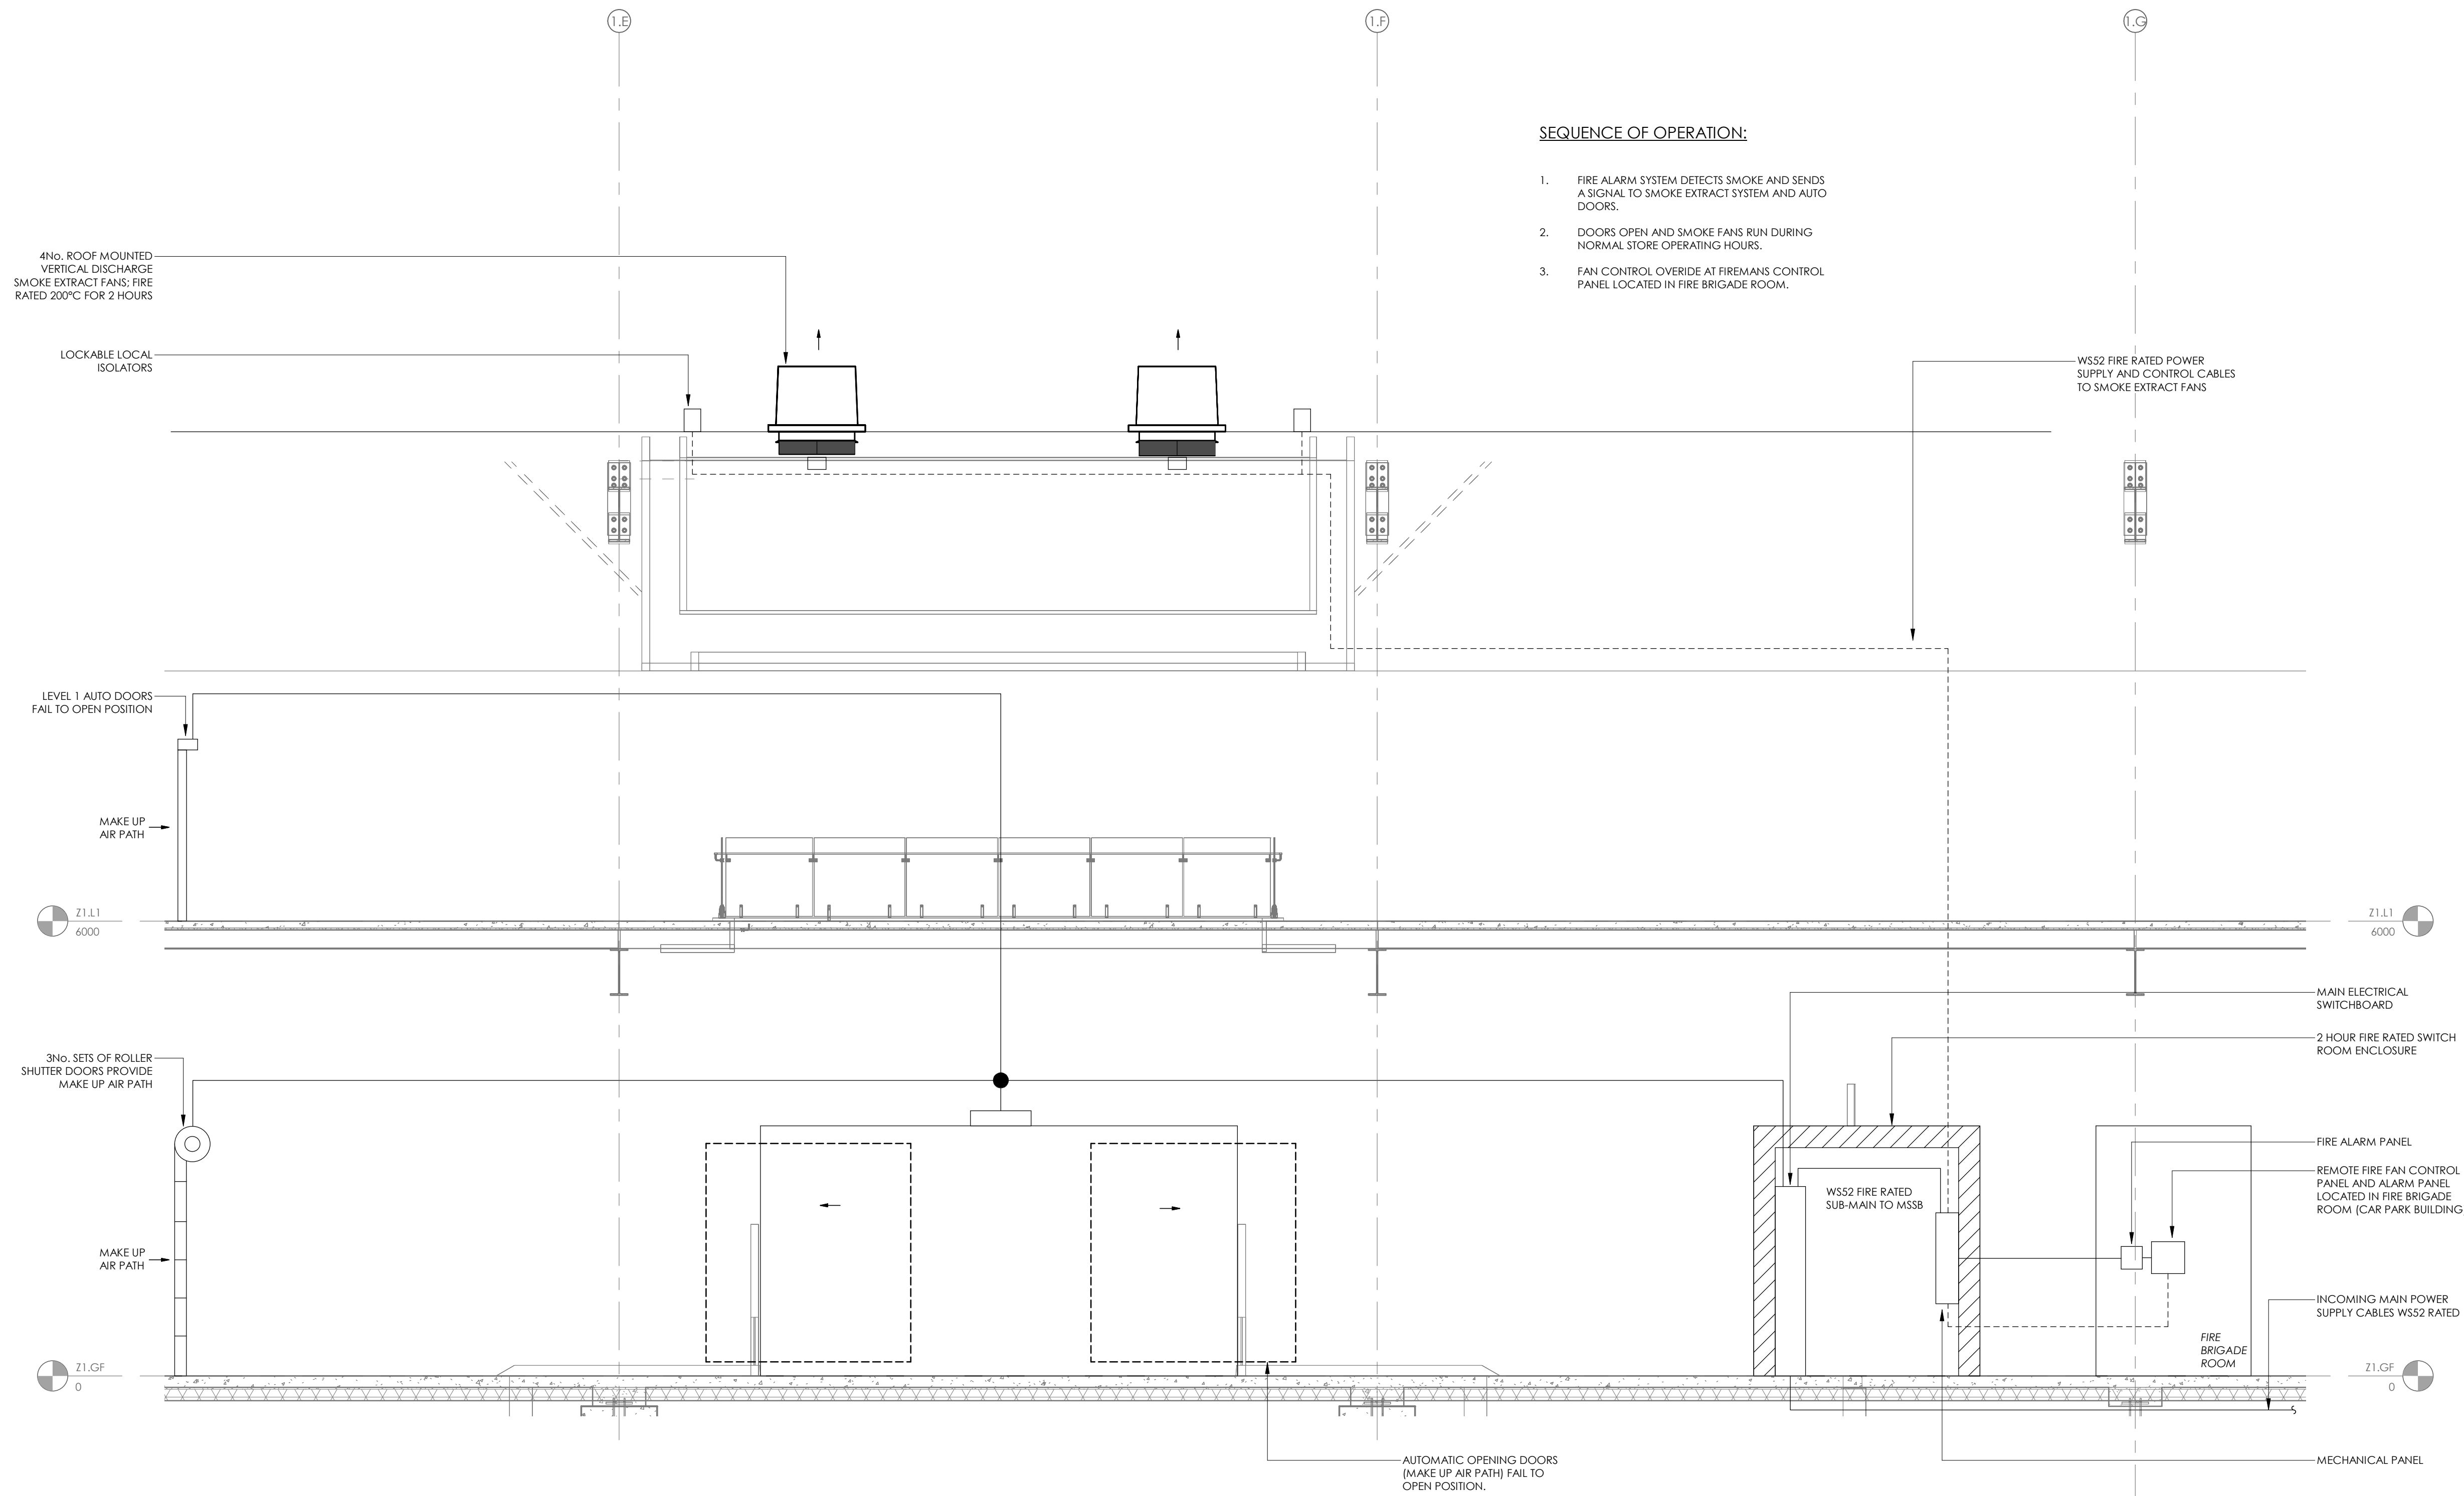 1.E
1.F
1.G
SEQUENCE OF OPERATION:
1. FIRE ALARM SYSTEM DETECTS SMOKE AND SENDS
A SIGNAL TO SMOKE EXTRACT SYSTEM AND AUTO
DOORS.
2. DOORS OPEN AND SMOKE FANS RUN DURING
NORMAL STORE OPERATING HOURS.
3. FAN CONTROL OVERIDE AT FIREMANS CONTROL
PANEL LOCATED IN FIRE BRIGADE ROOM.
4No. ROOF MOUNTED
VERTICAL DISCHARGE
SMOKE EXTRACT FANS; FIRE
RATED 200°C FOR 2 HOURS
LOCKABLE LOCAL
ISOLATORS
WS52 FIRE RATED POWER
SUPPLY AND CONTROL CABLES
TO SMOKE EXTRACT FANS
LEVEL 1 AUTO DOORS
FAIL TO OPEN POSITION
MAKE UP
AIR PATH
Z1.L1
6000
Z1.L1
6000
MAIN ELECTRICAL
SWITCHBOARD
2 HOUR FIRE RATED SWITCH
ROOM ENCLOSURE
3No. SETS OF ROLLER
SHUTTER DOORS PROVIDE
MAKE UP AIR PATH
FIRE ALARM PANEL
REMOTE FIRE FAN CONTROL
PANEL AND ALARM PANEL
LOCATED IN FIRE BRIGADE
ROOM (CAR PARK BUILDING
WS52 FIRE RATED
SUB-MAIN TO MSSB
MAKE UP
AIR PATH
INCOMING MAIN POWER
SUPPLY CABLES WS52 RATED
FIRE
BRIGADE
ROOM
Z1.GF
0
Z1.GF
0
AUTOMATIC OPENING DOORS
(MAKE UP AIR PATH) FAIL TO
OPEN POSITION.
MECHANICAL PANEL